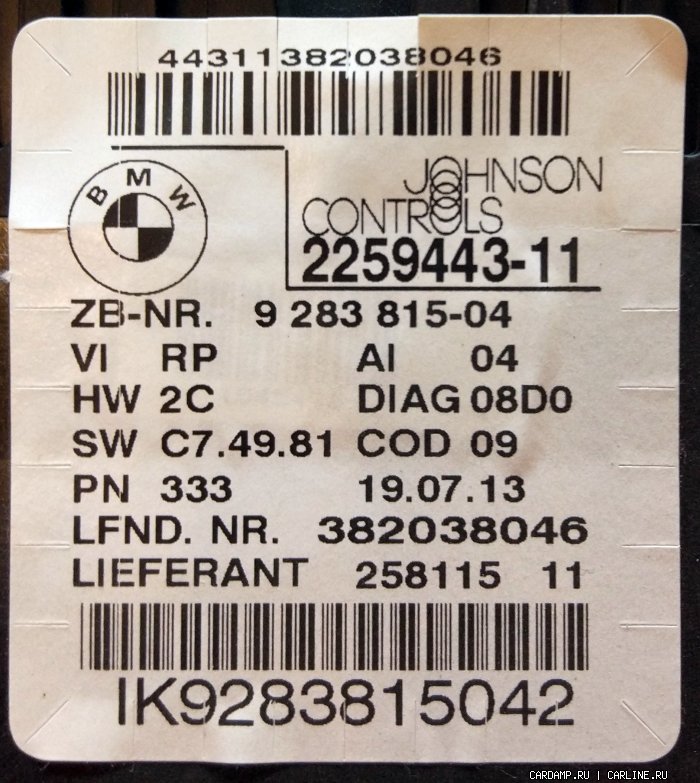 44311382038046
BMW
JOHNSON
CONTROLS
2259443-11
ZB-NR. 9 283 815-04
VI RP AI 04
HW 2C DIAG 08D0
SW C7.49.81 COD 09
PN 333 19.07.13
LFND. NR. 382038046
LIEFERANT 258115 11
IK9283815042
CARDAMP.RU | CARLINE.RU